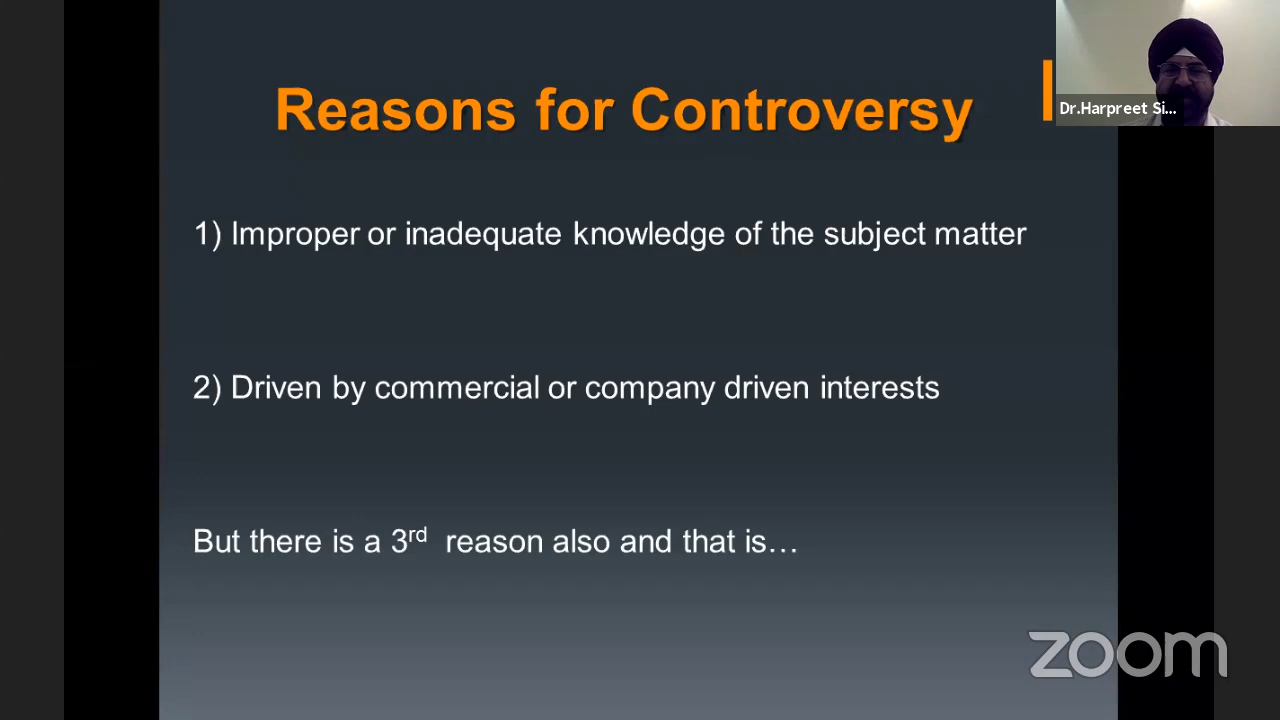 Reasons for Controversy
Dr.Harpreet Si...
1) Improper or inadequate knowledge of the subject matter
2) Driven by commercial or company driven interests
But there is a 3rd reason also and that is…
zoom